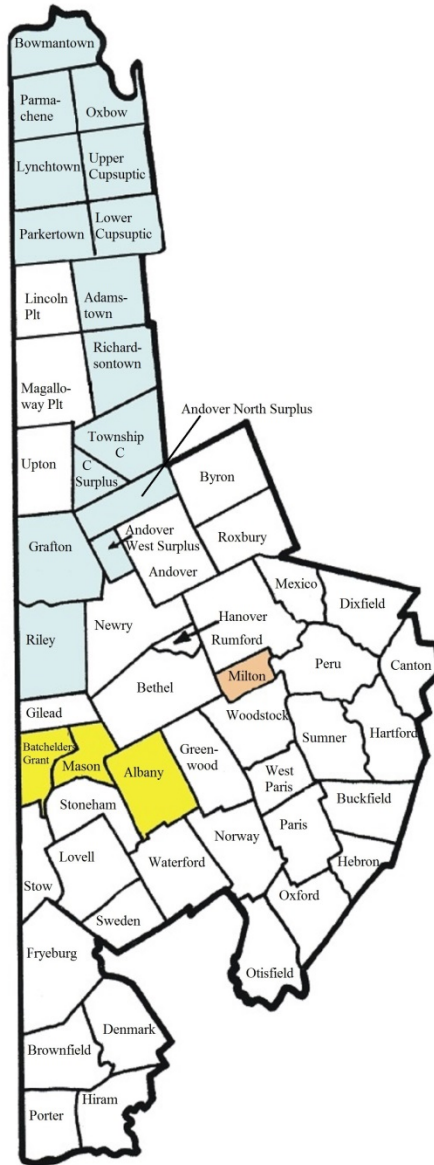 Bowmantown
Parma-
chene
Oxbow
Lynchtown
Upper
Cupsuptic
Parkertown
Lower
Cupsuptic
Lincoln
Plt
Adams-
town
Richard-
sontown
Magallo-
way Plt
Andover North Surplus
Township
C
C
Surplus
Upton
Byron
Andover
West Surplus
Roxbury
Grafton
Andover
Mexico
Dixfield
Newry
Hanover
Rumford
Riley
Peru
Canton
Milton
Bethel
Gilead
Woodstock
Sumner
Hartford
Batchelders
Grant
Mason
Albany
Green-
wood
West
Paris
Buckfield
Stoneham
Norway
Paris
Hebron
Lovell
Waterford
Oxford
Stow
Sweden
Fryeburg
Otisfield
Denmark
Brownfield
Porter
Hiram